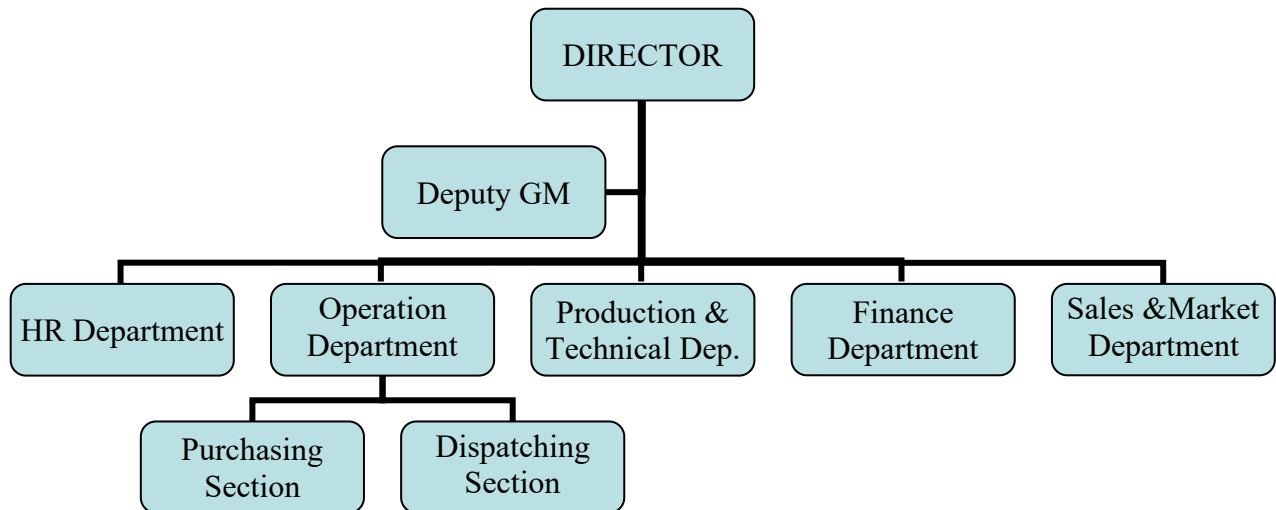 DIRECTOR
Deputy GM
HR Department
Operation
Department
Production &
Technical Dep.
Finance
Department
Sales &Market
Department
Purchasing
Section
Dispatching
Section